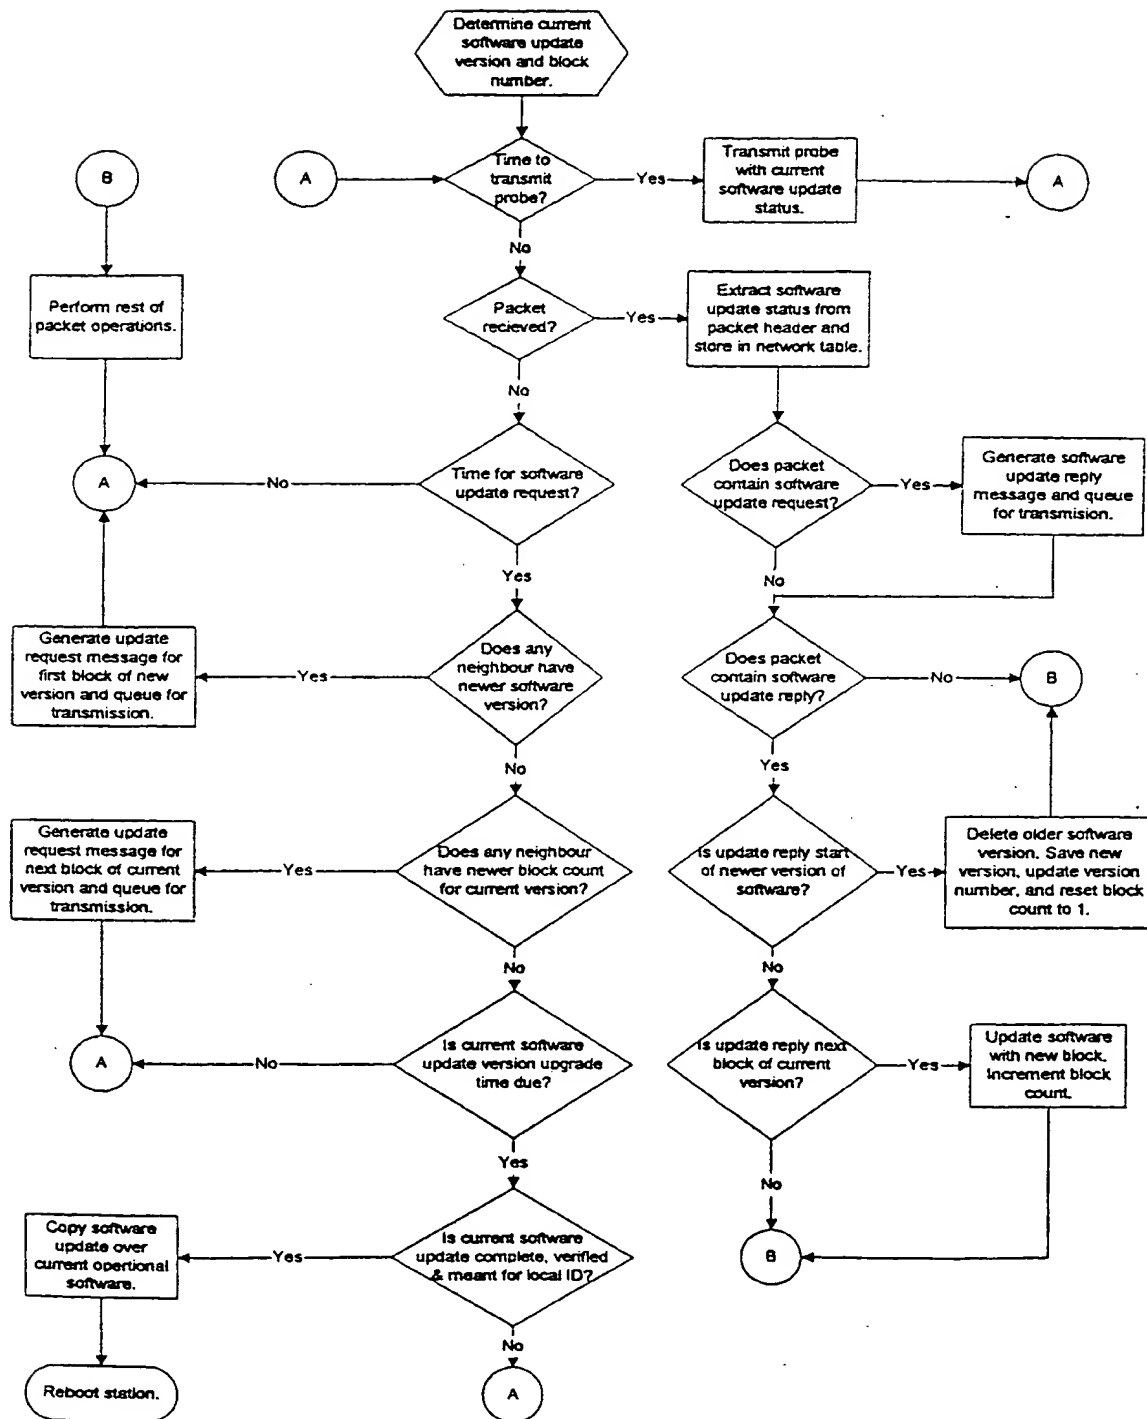 Determine current
software update
version and block
number.
B
A
Time to
transmit
probe?
Yes
Transmit probe
with current
software update
status.
A
No
Perform rest of
packet operations.
Packet
recieved?
Yes
Extract software
update status from
packet header and
store in network table.
No
A
No
Time for software
update request?
Does packet
contain software
update request?
Yes
Generate software
update reply
message and queue
for transmision.
Yes
No
Generate update
request message for
first block of new
version and queue for
transmission.
Yes
Does any
neighbour have
newer software
version?
Does packet
contain software
update reply?
No
B
No
Yes
Generate update
request message for
next block of current
version and queue for
transmission.
Yes
Does any neighbour
have newer block count
for current version?
Is update reply start
of newer version of
software?
Yes
Delete older software
version. Save new
version, update version
number, and reset block
count to 1.
No
No
A
No
Is current software
update version upgrade
time due?
Is update reply next
block of current
version?
Yes
Update software
with new block.
Increment block
count.
Yes
No
Copy software
update over
current opertional
software.
Yes
Is current software
update complete, verified
& meant for local ID?
B
No
Reboot station.
A